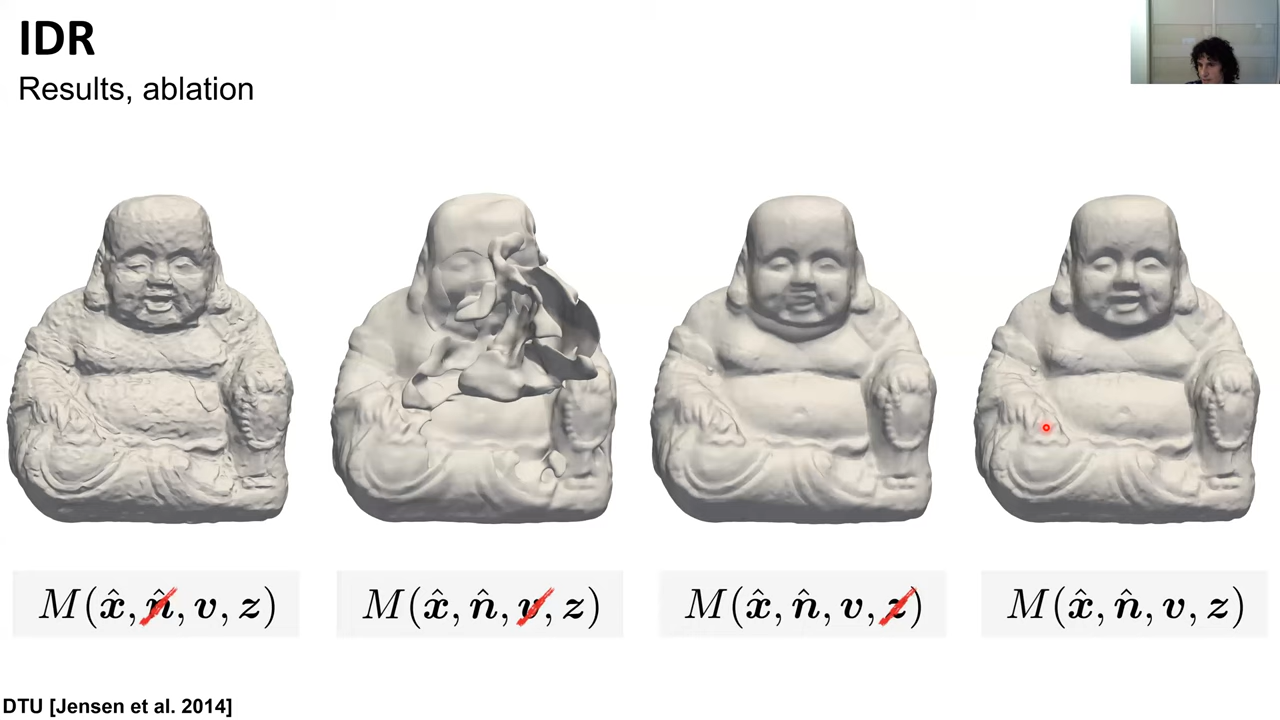 IDR
Results, ablation
M(x̂, n̂, v, z)
M(x̂, n̂, v, z)
M(x̂, n̂, v, z)
M(x̂, n̂, v, z)
DTU [Jensen et al. 2014]